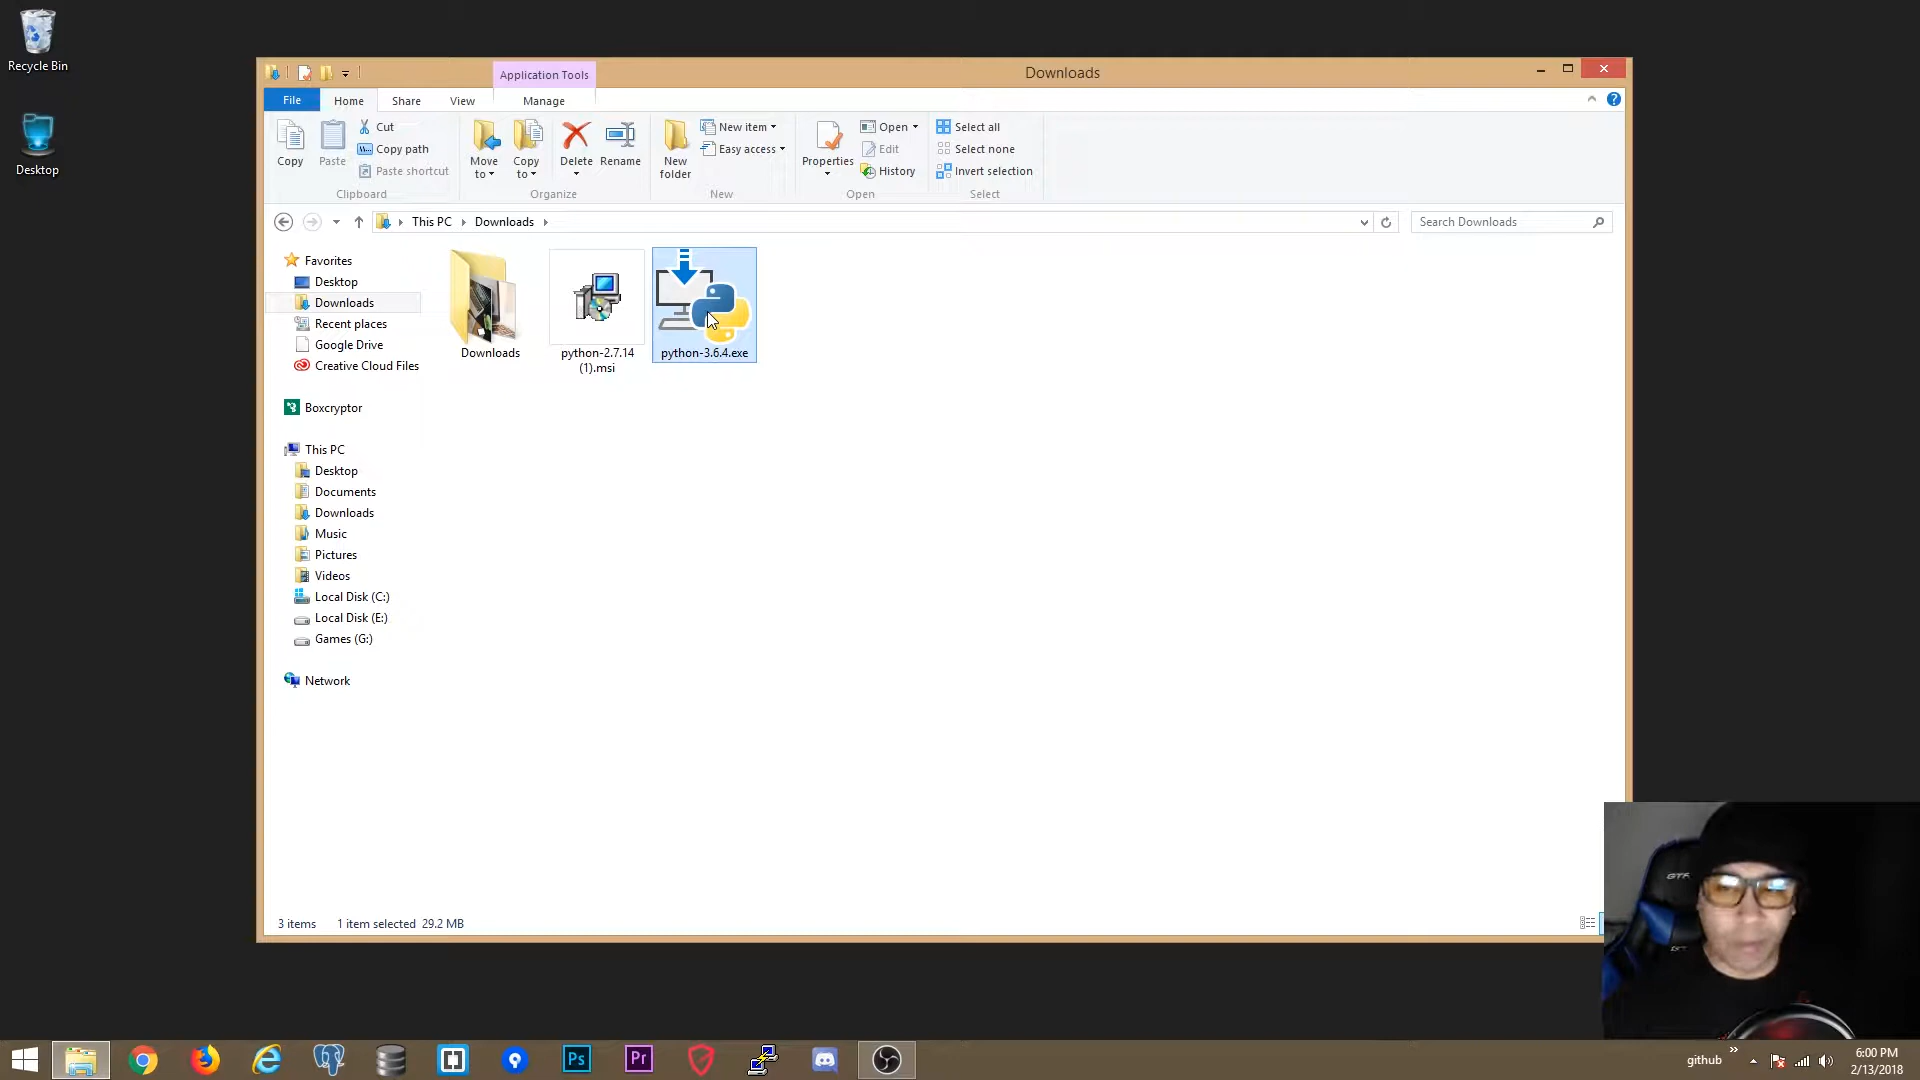 Recycle Bin
Desktop
Application Tools
Downloads
File
Home
Share
View
Manage
Copy
Paste
Cut
Copy path
Paste shortcut
Clipboard
Move to
Copy to
Delete
Rename
Organize
New folder
New item
Easy access
New
Properties
Open
Edit
History
Open
Select all
Select none
Invert selection
Select
This PC
Downloads
Search Downloads
Favorites
Desktop
Downloads
Recent places
Google Drive
Creative Cloud Files
Boxcryptor
This PC
Desktop
Documents
Downloads
Music
Pictures
Videos
Local Disk (C:)
Local Disk (E:)
Games (G:)
Network
Downloads
python-2.7.14
(1).msi
python-3.6.4.exe
3 items 1 item selected 29.2 MB
Ps
Pr
github
6:00 PM
2/13/2018